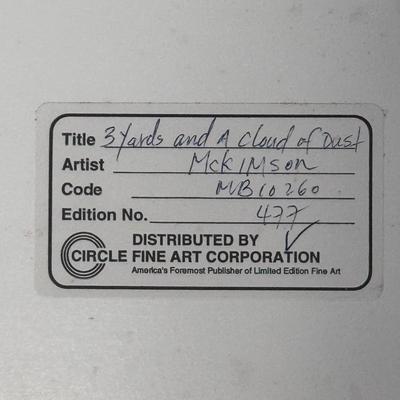 Title 3 Yards and A Cloud of Dust
Artist McKimson
Code MB10260
Edition No. 477
DISTRIBUTED BY
CIRCLE FINE ART CORPORATION
America's Foremost Publisher of Limited Edition Fine Art